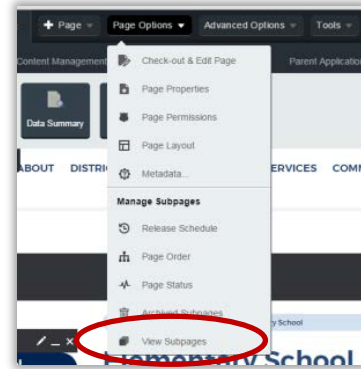 + Page Page Options Advanced Options Tools
Content Management Parent Application
Check-out & Edit Page
Page Properties
Page Permissions
Data Summary
Page Layout
ABOUT DISTRI ERVICES COMM
Metadata...
Manage Subpages
Release Schedule
Page Order
Page Status
Archived Subpages
y School
View Subpages
Elementary School